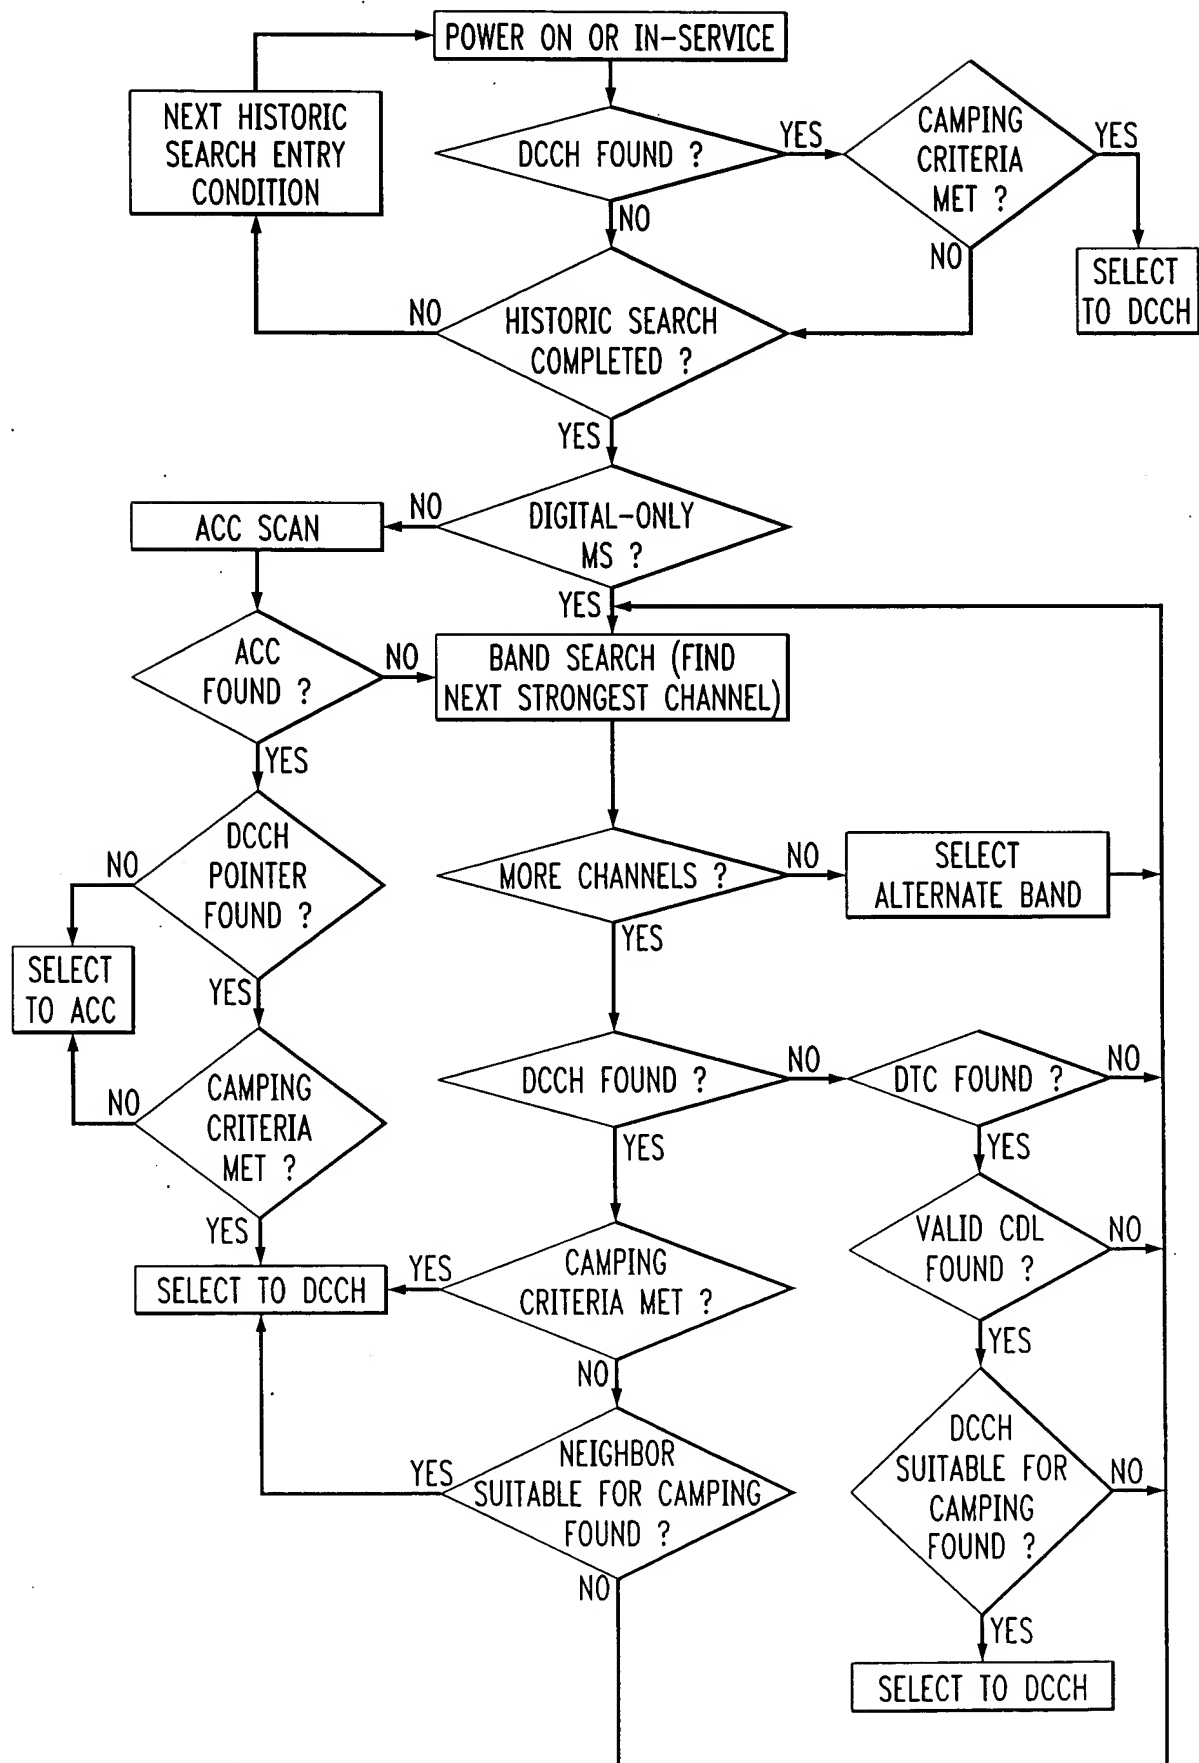 POWER ON OR IN-SERVICE
NEXT HISTORIC
SEARCH ENTRY
CONDITION
DCCH FOUND ?
YES
CAMPING
CRITERIA
MET ?
YES
NO
NO
SELECT
TO DCCH
NO
HISTORIC SEARCH
COMPLETED ?
YES
ACC SCAN
NO
DIGITAL-ONLY
MS ?
YES
ACC
FOUND ?
NO
BAND SEARCH (FIND
NEXT STRONGEST CHANNEL)
YES
DCCH
POINTER
FOUND ?
NO
MORE CHANNELS ?
NO
SELECT
ALTERNATE BAND
YES
SELECT
TO ACC
YES
CAMPING
CRITERIA
MET ?
NO
DCCH FOUND ?
NO
DTC FOUND ?
NO
YES
YES
VALID CDL
FOUND ?
NO
YES
SELECT TO DCCH
YES
CAMPING
CRITERIA MET ?
YES
NO
DCCH
SUITABLE FOR
CAMPING
FOUND ?
NO
YES
NEIGHBOR
SUITABLE FOR CAMPING
FOUND ?
NO
YES
SELECT TO DCCH